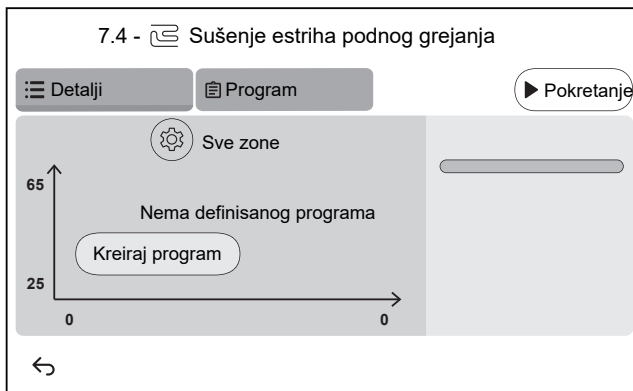 7.4 - Sušenje estriha podnog grejanja
Detalji
Program
Pokretanje
Sve zone
65
Nema definisanog programa
Kreiraj program
25
0
0